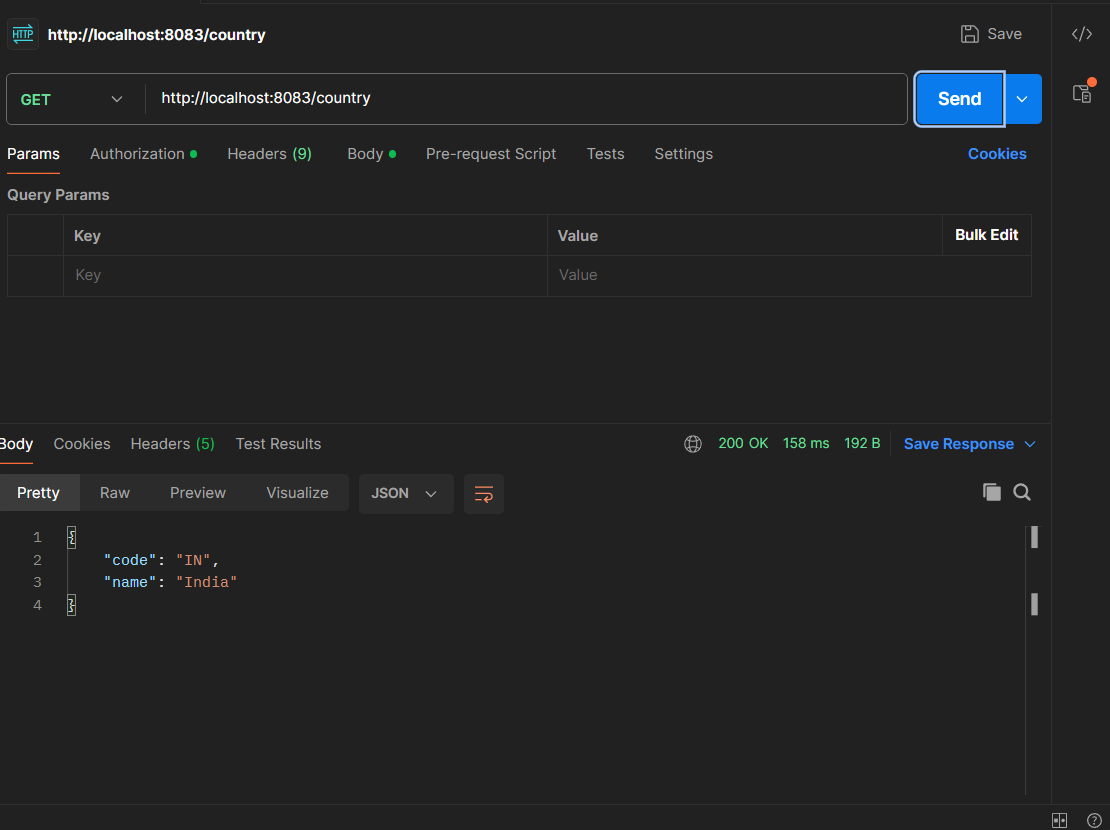 HTTP http://localhost:8083/country Save
GET http://localhost:8083/country Send
Params Authorization Headers (9) Body Pre-request Script Tests Settings Cookies
Query Params
Key Value Bulk Edit
Key Value
Body Cookies Headers (5) Test Results 200 OK 158 ms 192 B Save Response
Pretty Raw Preview Visualize JSON
1 {
2 "code": "IN",
3 "name": "India"
4 }